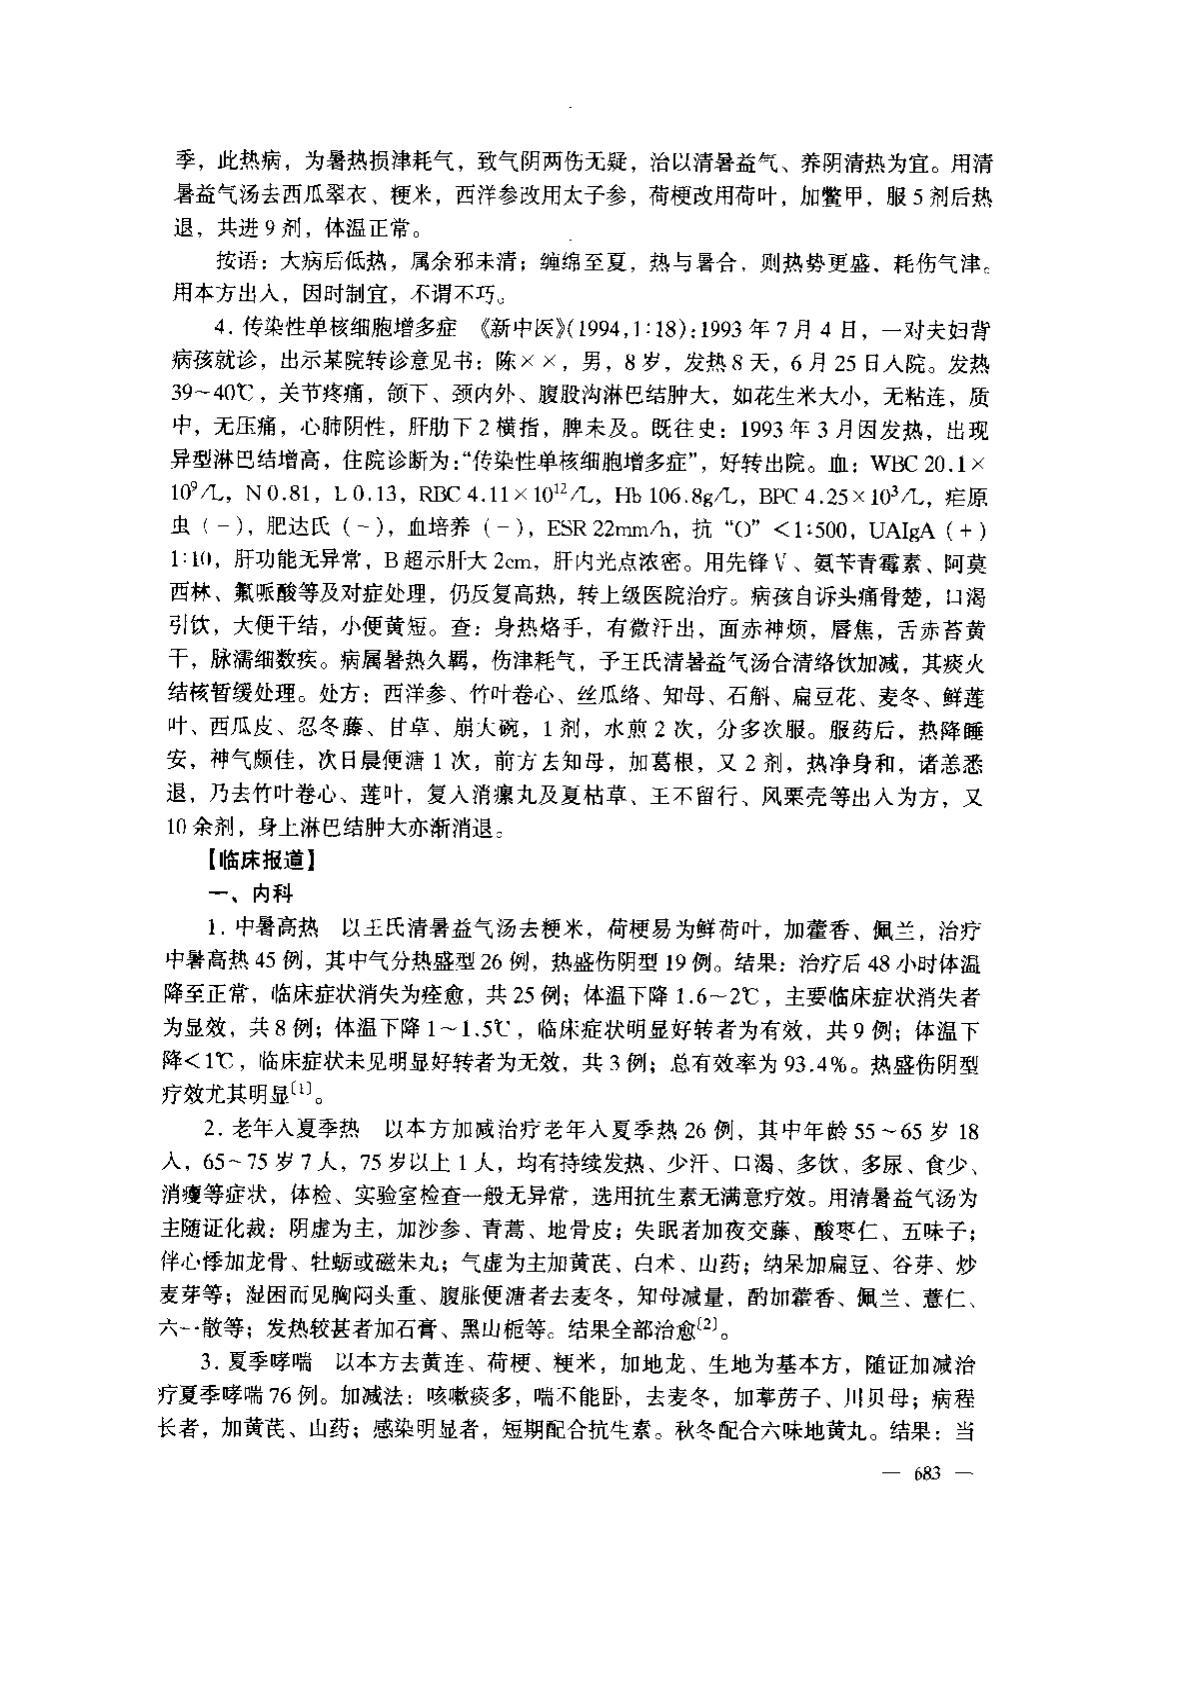 季，此热病，为暑热损津耗气，致气阴两伤无疑，治以清暑益气、养阴清热为宜。用清
暑益气汤去西瓜翠衣、粳米，西洋参改用太子参，荷梗改用荷叶，加鳖甲，服5剂后热
退，共进9剂，体温正常。
按语：大病后低热，属余邪未清；缠绵至夏，热与暑合，则热势更盛，耗伤气津。
用本方出入，因时制宜，不谓不巧。
4. 传染性单核细胞增多症 《新中医》(1994,1:18):1993年7月4日，一对夫妇背
病孩就诊，出示某院转诊意见书：陈××，男，8岁，发热8天，6月25日入院。发热
39~40℃，关节疼痛，颌下、颈内外、腹股沟淋巴结肿大，如花生米大小，无粘连，质
中，无压痛，心肺阴性，肝肋下2横指，脾未及。既往史：1993年3月因发热，出现
异型淋巴结增高，住院诊断为:“传染性单核细胞增多症”，好转出院。血：WBC 20.1×
10⁹/L，N 0.81，L 0.13，RBC 4.11×10¹²/L，Hb 106.8g/L，BPC 4.25×10³/L，疟原
虫（-），肥达氏（-），血培养（-），ESR 22mm/h，抗“O”<1:500，UAIgA（+）
1:10，肝功能无异常，B超示肝大2cm，肝内光点浓密。用先锋Ⅴ、氨苄青霉素、阿莫
西林、氟哌酸等及对症处理，仍反复高热，转上级医院治疗。病孩自诉头痛骨楚，口渴
引饮，大便干结，小便黄短。查：身热烙手，有微汗出，面赤神烦，唇焦，舌赤苔黄
干，脉濡细数疾。病属暑热久羁，伤津耗气，予王氏清暑益气汤合清络饮加减，其痰火
结核暂缓处理。处方：西洋参、竹叶卷心、丝瓜络、知母、石斛、扁豆花、麦冬、鲜莲
叶、西瓜皮、忍冬藤、甘草、崩大碗，1剂，水煎2次，分多次服。服药后，热降睡
安，神气颇佳，次日晨便溏1次，前方去知母，加葛根，又2剂，热净身和，诸恙悉
退，乃去竹叶卷心、莲叶，复入消瘰丸及夏枯草、王不留行、风栗壳等出入为方，又
10余剂，身上淋巴结肿大亦渐消退。
【临床报道】
一、内科
1. 中暑高热 以王氏清暑益气汤去粳米，荷梗易为鲜荷叶，加藿香、佩兰，治疗
中暑高热45例，其中气分热盛型26例，热盛伤阴型19例。结果：治疗后48小时体温
降至正常，临床症状消失为痊愈，共25例；体温下降1.6~2℃，主要临床症状消失者
为显效，共8例；体温下降1~1.5℃，临床症状明显好转者为有效，共9例；体温下
降<1℃，临床症状未见明显好转者为无效，共3例；总有效率为93.4%。热盛伤阴型
疗效尤其明显〔1〕。
2. 老年人夏季热 以本方加减治疗老年人夏季热26例，其中年龄55~65岁18
人，65~75岁7人，75岁以上1人，均有持续发热、少汗、口渴、多饮、多尿、食少、
消瘦等症状，体检、实验室检查一般无异常，选用抗生素无满意疗效。用清暑益气汤为
主随证化裁：阴虚为主，加沙参、青蒿、地骨皮；失眠者加夜交藤、酸枣仁、五味子；
伴心悸加龙骨、牡蛎或磁朱丸；气虚为主加黄芪、白术、山药；纳呆加扁豆、谷芽、炒
麦芽等；湿困而见胸闷头重、腹胀便溏者去麦冬，知母减量，酌加藿香、佩兰、薏仁、
六一散等；发热较甚者加石膏、黑山栀等。结果全部治愈〔2〕。
3. 夏季哮喘 以本方去黄连、荷梗、粳米，加地龙、生地为基本方，随证加减治
疗夏季哮喘76例。加减法：咳嗽痰多，喘不能卧，去麦冬，加葶苈子、川贝母；病程
长者，加黄芪、山药；感染明显者，短期配合抗生素。秋冬配合六味地黄丸。结果：当
— 683 —